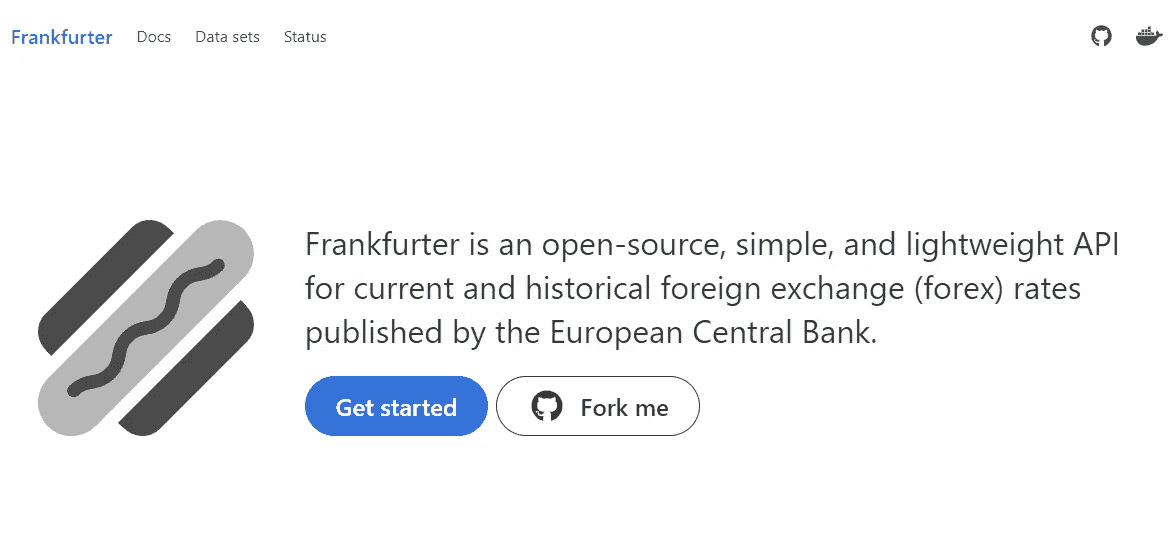 Frankfurter Docs Data sets Status
Frankfurter is an open-source, simple, and lightweight API
for current and historical foreign exchange (forex) rates
published by the European Central Bank.
Get started Fork me